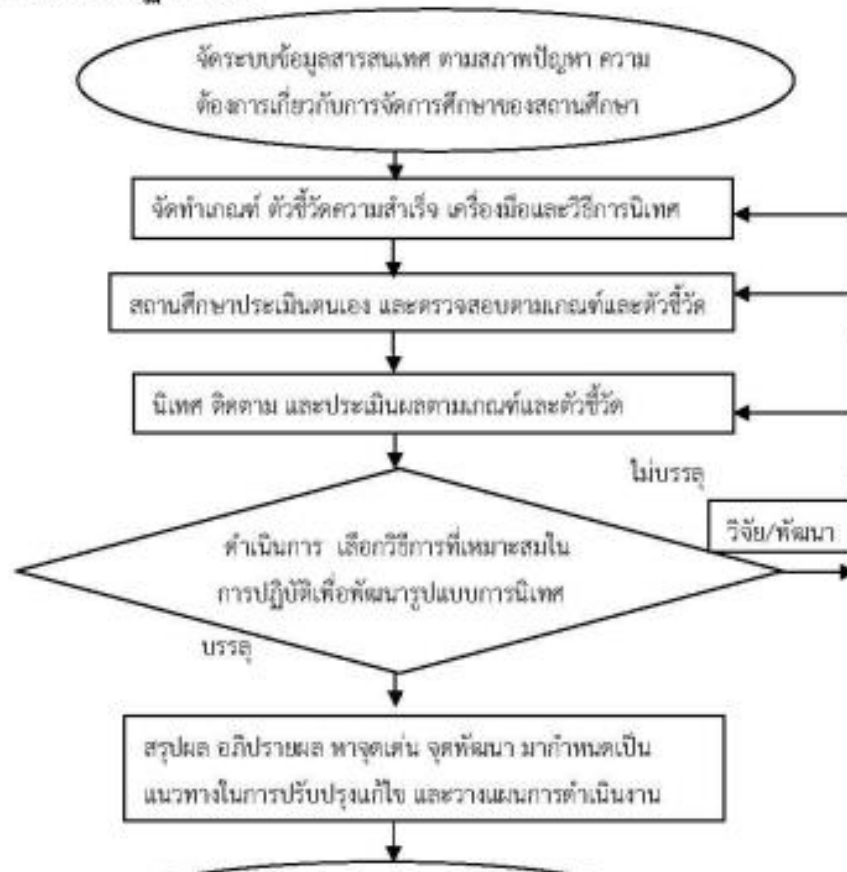 จัดระบบข้อมูลสารสนเทศ ตามสภาพปัญหา ความ
ต้องการเกี่ยวกับการจัดการศึกษาของสถานศึกษา
จัดทำเกณฑ์ ตัวชี้วัดความสำเร็จ เครื่องมือและวิธีการนิเทศ
สถานศึกษาประเมินตนเอง และตรวจสอบตามเกณฑ์และตัวชี้วัด
นิเทศ ติดตาม และประเมินผลตามเกณฑ์และตัวชี้วัด
ไม่บรรลุ
วิจัย/พัฒนา
ดำเนินการ เลือกวิธีการที่เหมาะสมใน
การปฏิบัติเพื่อพัฒนารูปแบบการนิเทศ
บรรลุ
สรุปผล อภิปรายผล หาจุดเด่น จุดพัฒนา มากำหนดเป็น
แนวทางในการปรับปรุงแก้ไข และวางแผนการดำเนินงาน